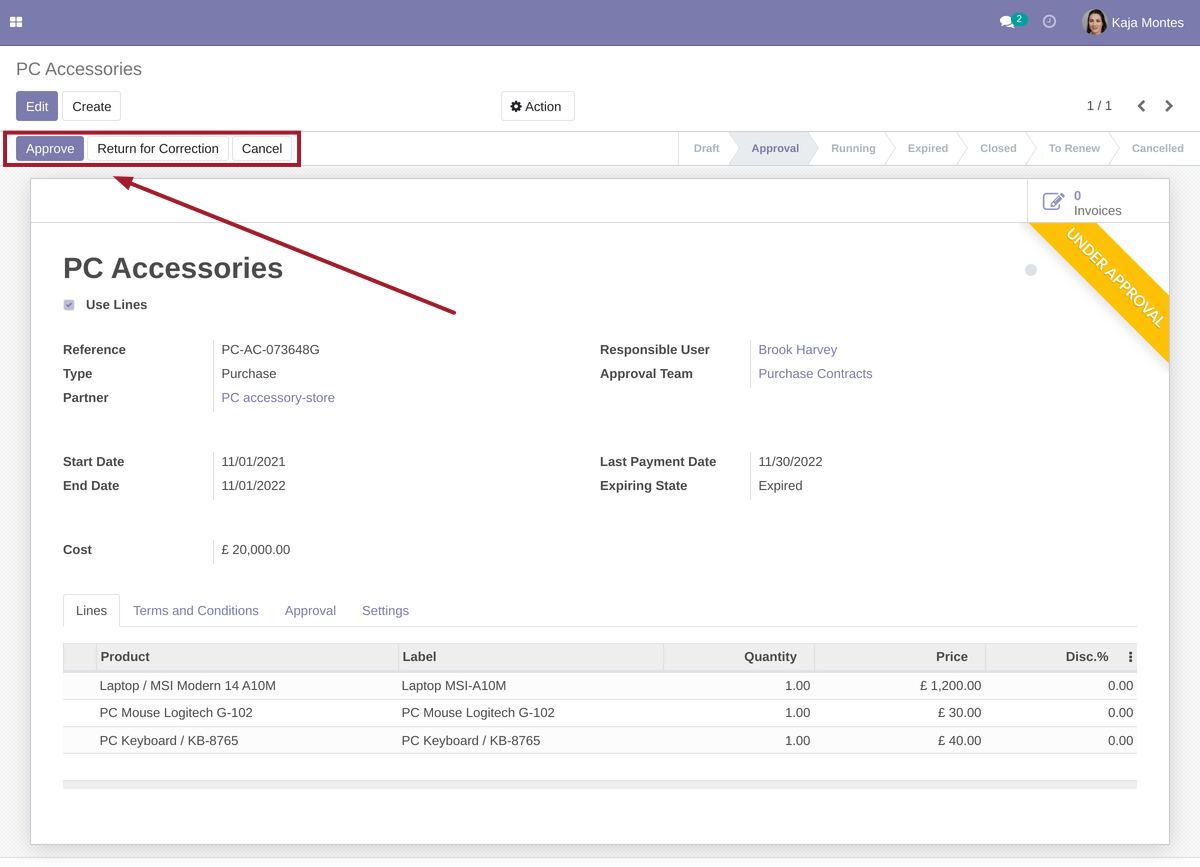 2 Kaja Montes
PC Accessories
Edit Create Action 1 / 1
Approve Return for Correction Cancel Draft Approval Running Expired Closed To Renew Cancelled
0
Invoices
UNDER APPROVAL
PC Accessories
Use Lines
Reference PC-AC-073648G Responsible User Brook Harvey
Type Purchase Approval Team Purchase Contracts
Partner PC accessory-store
Start Date 11/01/2021 Last Payment Date 11/30/2022
End Date 11/01/2022 Expiring State Expired
Cost £ 20,000.00
Lines Terms and Conditions Approval Settings
Product Label Quantity Price Disc.%
Laptop / MSI Modern 14 A10M Laptop MSI-A10M 1.00 £ 1,200.00 0.00
PC Mouse Logitech G-102 PC Mouse Logitech G-102 1.00 £ 30.00 0.00
PC Keyboard / KB-8765 PC Keyboard / KB-8765 1.00 £ 40.00 0.00